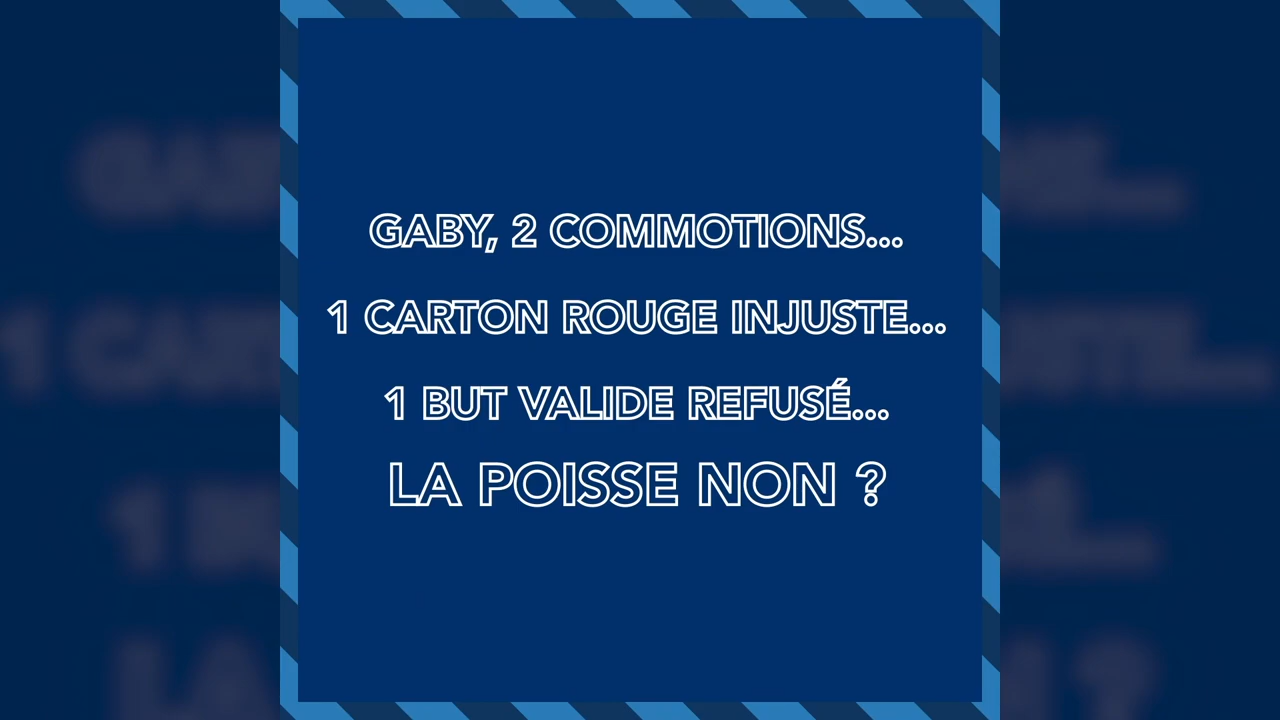 GABY, 2 COMMOTIONS...
1 CARTON ROUGE INJUSTE...
1 BUT VALIDE REFUSÉ...
LA POISSE NON ?